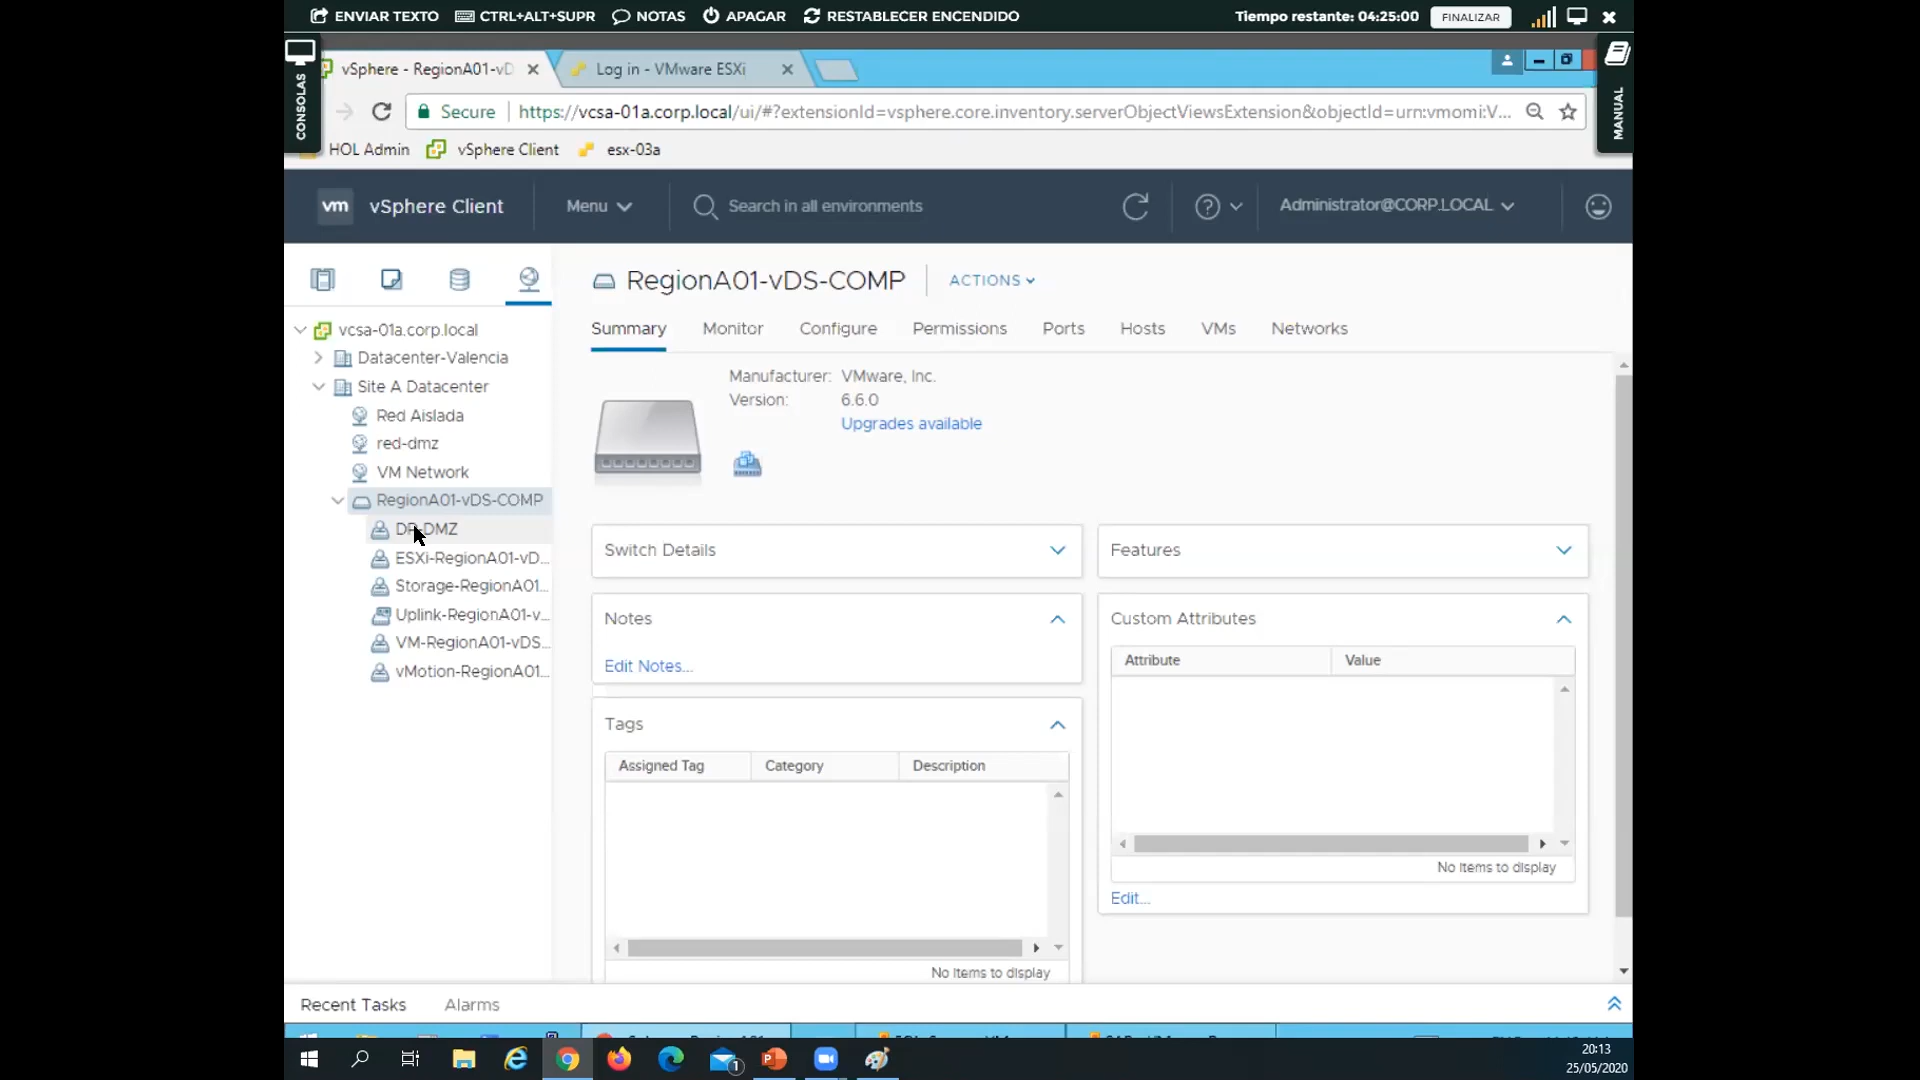 ENVIAR TEXTO CTRL+ALT+SUPR NOTAS APAGAR RESTABLECER ENCENDIDO Tiempo restante: 04:25:00 FINALIZAR
CONSOLAS
MANUAL
vSphere - RegionA01-vD Log in - VMware ESXi
Secure https://vcsa-01a.corp.local/ui/#?extensionId=vsphere.core.inventory.serverObjectViewsExtension&objectId=urn:vmomi:V...
HOL Admin vSphere Client esx-03a
vm vSphere Client Menu Search in all environments Administrator@CORP.LOCAL
RegionA01-vDS-COMP ACTIONS
Summary Monitor Configure Permissions Ports Hosts VMs Networks
vcsa-01a.corp.local
Datacenter-Valencia
Site A Datacenter
Red Aislada
red-dmz
VM Network
RegionA01-vDS-COMP
DMZ
ESXi-RegionA01-vD...
Storage-RegionA01...
Uplink-RegionA01-v...
VM-RegionA01-vDS...
vMotion-RegionA01...
Manufacturer: VMware, Inc.
Version: 6.6.0
Upgrades available
Switch Details
Features
Notes
Edit Notes...
Custom Attributes
Attribute Value
No items to display
Edit...
Tags
Assigned Tag Category Description
No items to display
Recent Tasks Alarms
1
20:13
25/05/2020